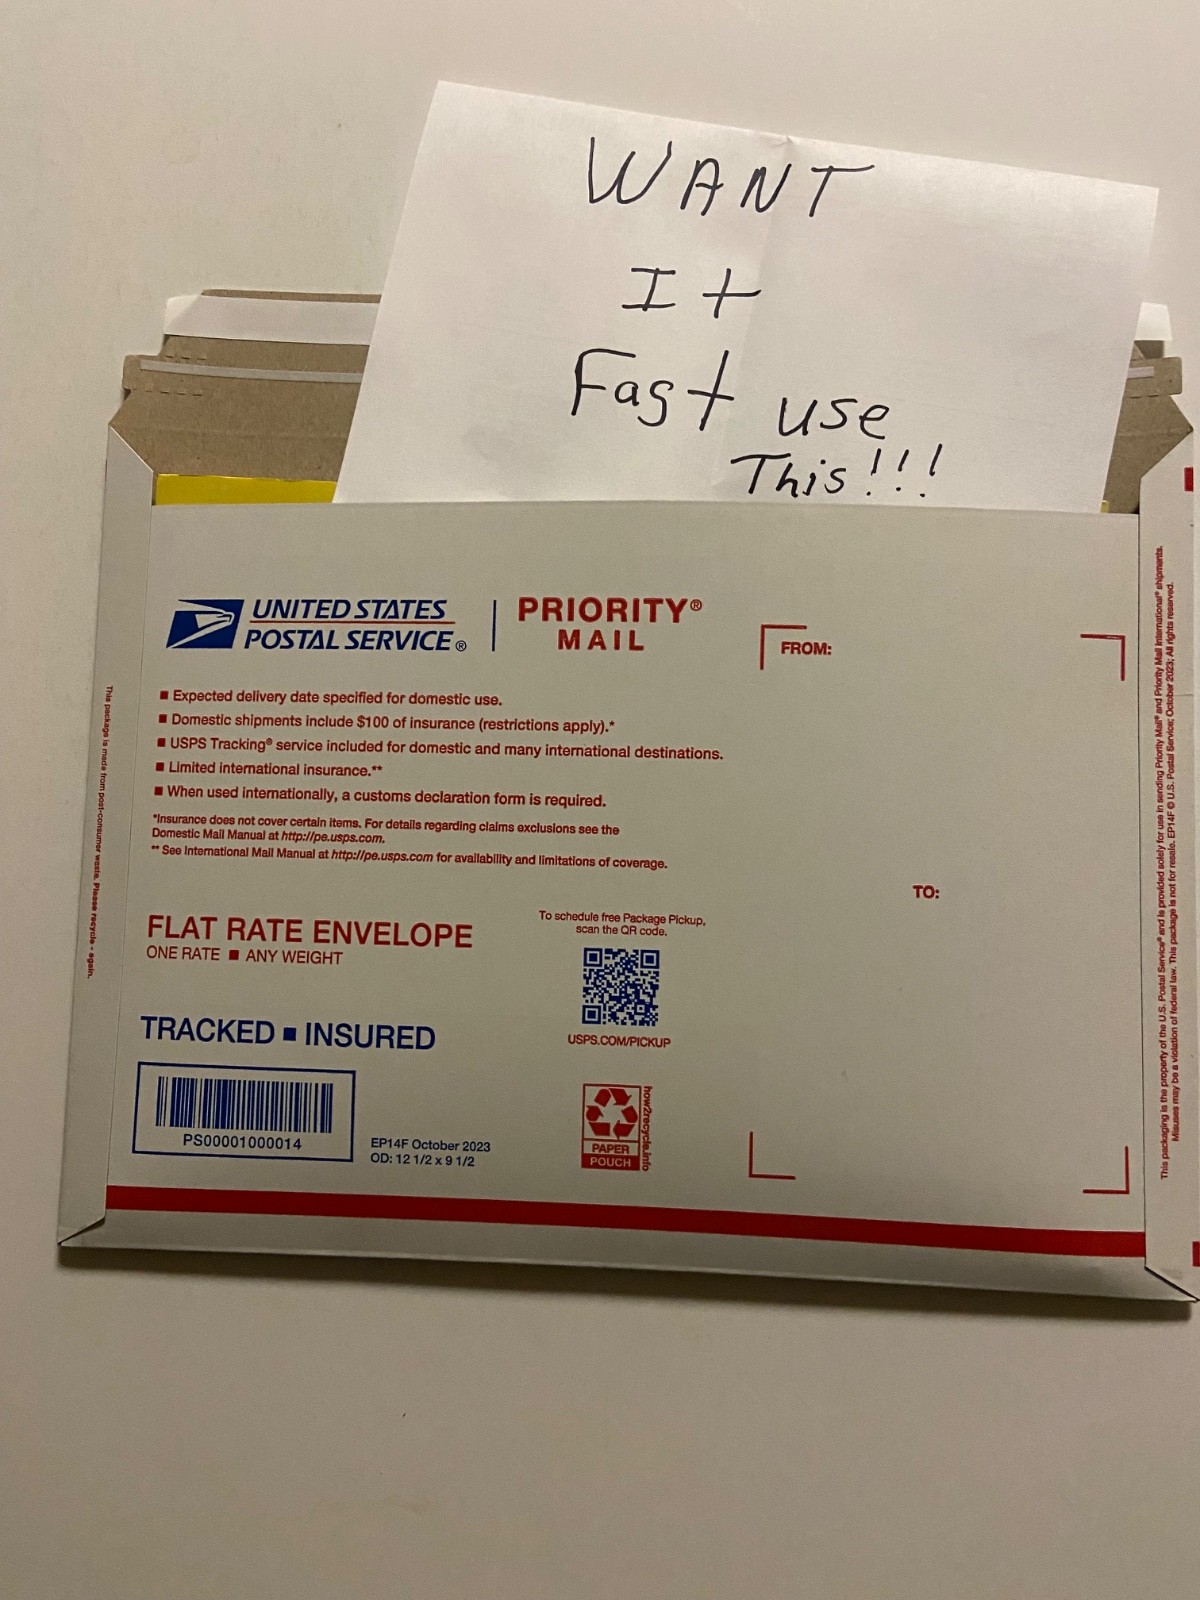 WANT
It
Fast use
This!!!
UNITED STATES
POSTAL SERVICE®
PRIORITY®
MAIL
FROM:
■ Expected delivery date specified for domestic use.
■ Domestic shipments include $100 of insurance (restrictions apply).*
■ USPS Tracking® service included for domestic and many international destinations.
■ Limited international insurance.**
■ When used internationally, a customs declaration form is required.
*Insurance does not cover certain items. For details regarding claims exclusions see the
Domestic Mail Manual at http://pe.usps.com.
** See International Mail Manual at http://pe.usps.com for availability and limitations of coverage.
TO:
FLAT RATE ENVELOPE
ONE RATE ■ ANY WEIGHT
To schedule free Package Pickup,
scan the QR code.
USPS.COM/PICKUP
TRACKED ■ INSURED
PS00001000014
EP14F October 2023
OD: 12 1/2 x 9 1/2
PAPER
POUCH
how2recycle.info
This package is made from post-consumer waste. Please recycle - again.
This packaging is the property of the U.S. Postal Service® and is provided solely for use in sending Priority Mail® and Priority Mail International® shipments.
Misuses may be a violation of federal law. This package is not for resale. EP14F © U.S. Postal Service; October 2023; All rights reserved.